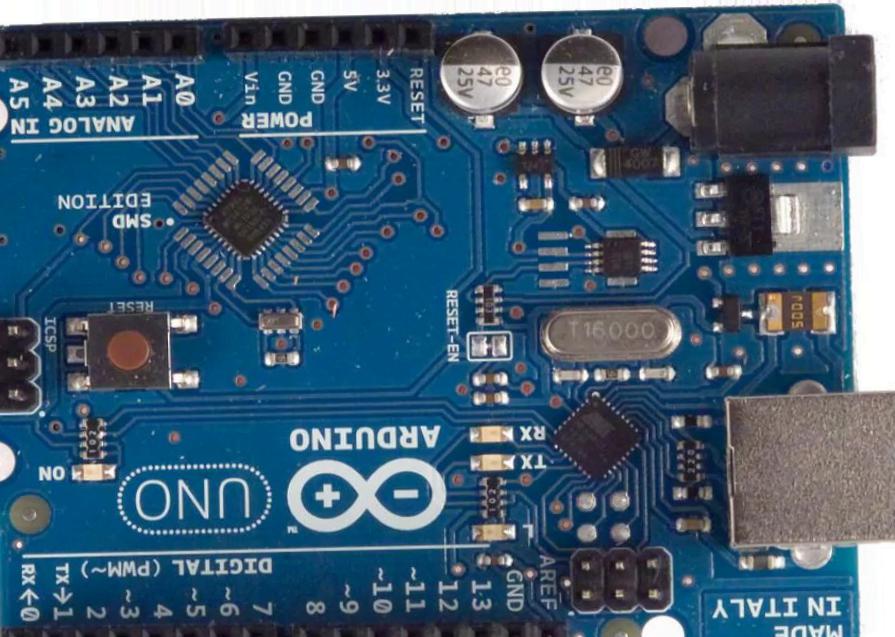 RESET
3.3V
5V
GND
GND
Vin
A0
A1
A2
A3
A4
A5
POWER
ANALOG IN
47
25V
47
25V
SMD
EDITION
RESET
ICSP
RESET-EN
T16000
ARDUINO
UNO
™
RX
TX
L
ON
102
DIGITAL (PWM~)
AREF
GND
13
12
~11
~10
~9
8
7
~6
~5
4
~3
2
TX→1
RX←0
MADE
IN ITALY